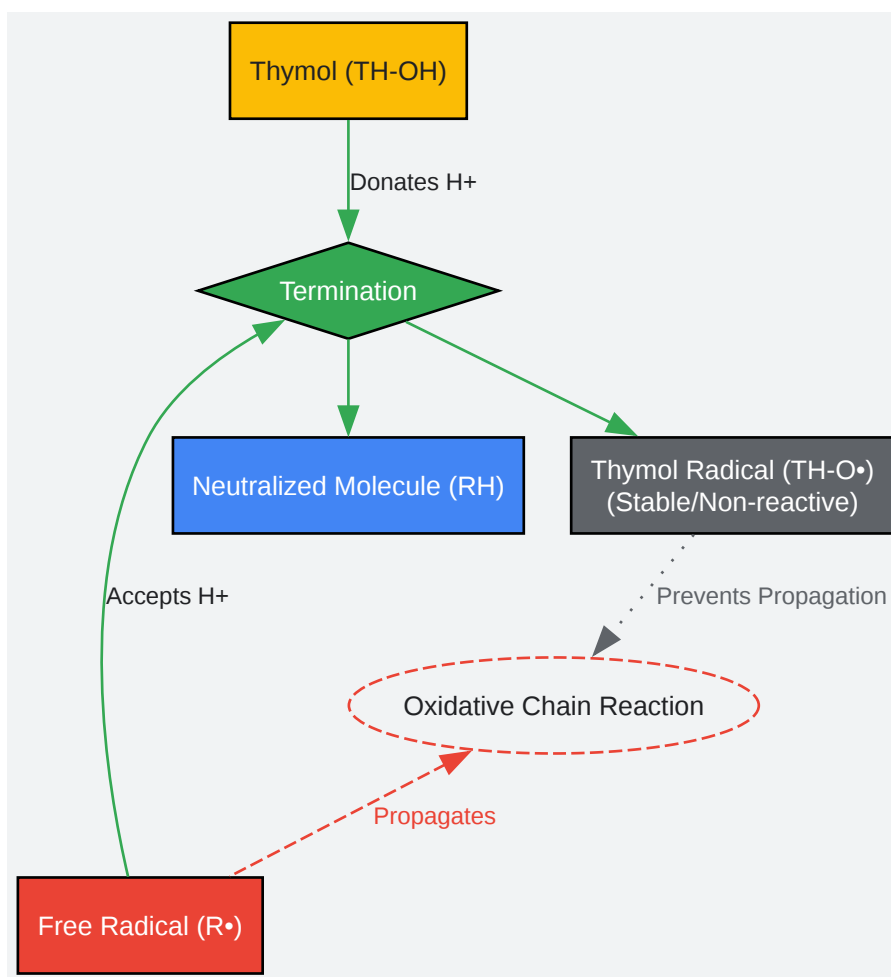 Thymol (TH-OH)
Donates H+
Termination
Neutralized Molecule (RH)
Thymol Radical (TH-O•)
(Stable/Non-reactive)
Accepts H+
Prevents Propagation
Oxidative Chain Reaction
Propagates
Free Radical (R•)